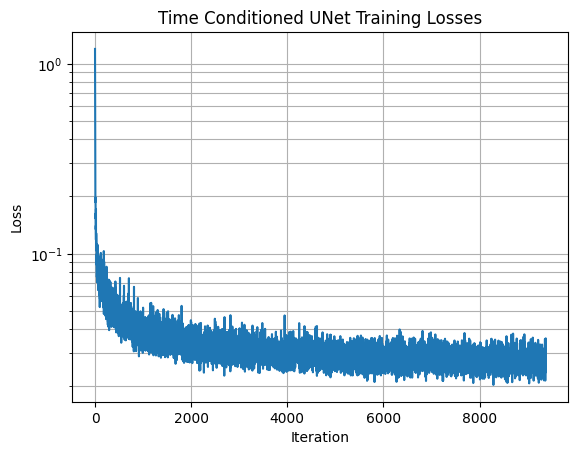 Time Conditioned UNet Training Losses
10⁰
10⁻¹
Loss
0 2000 4000 6000 8000
Iteration